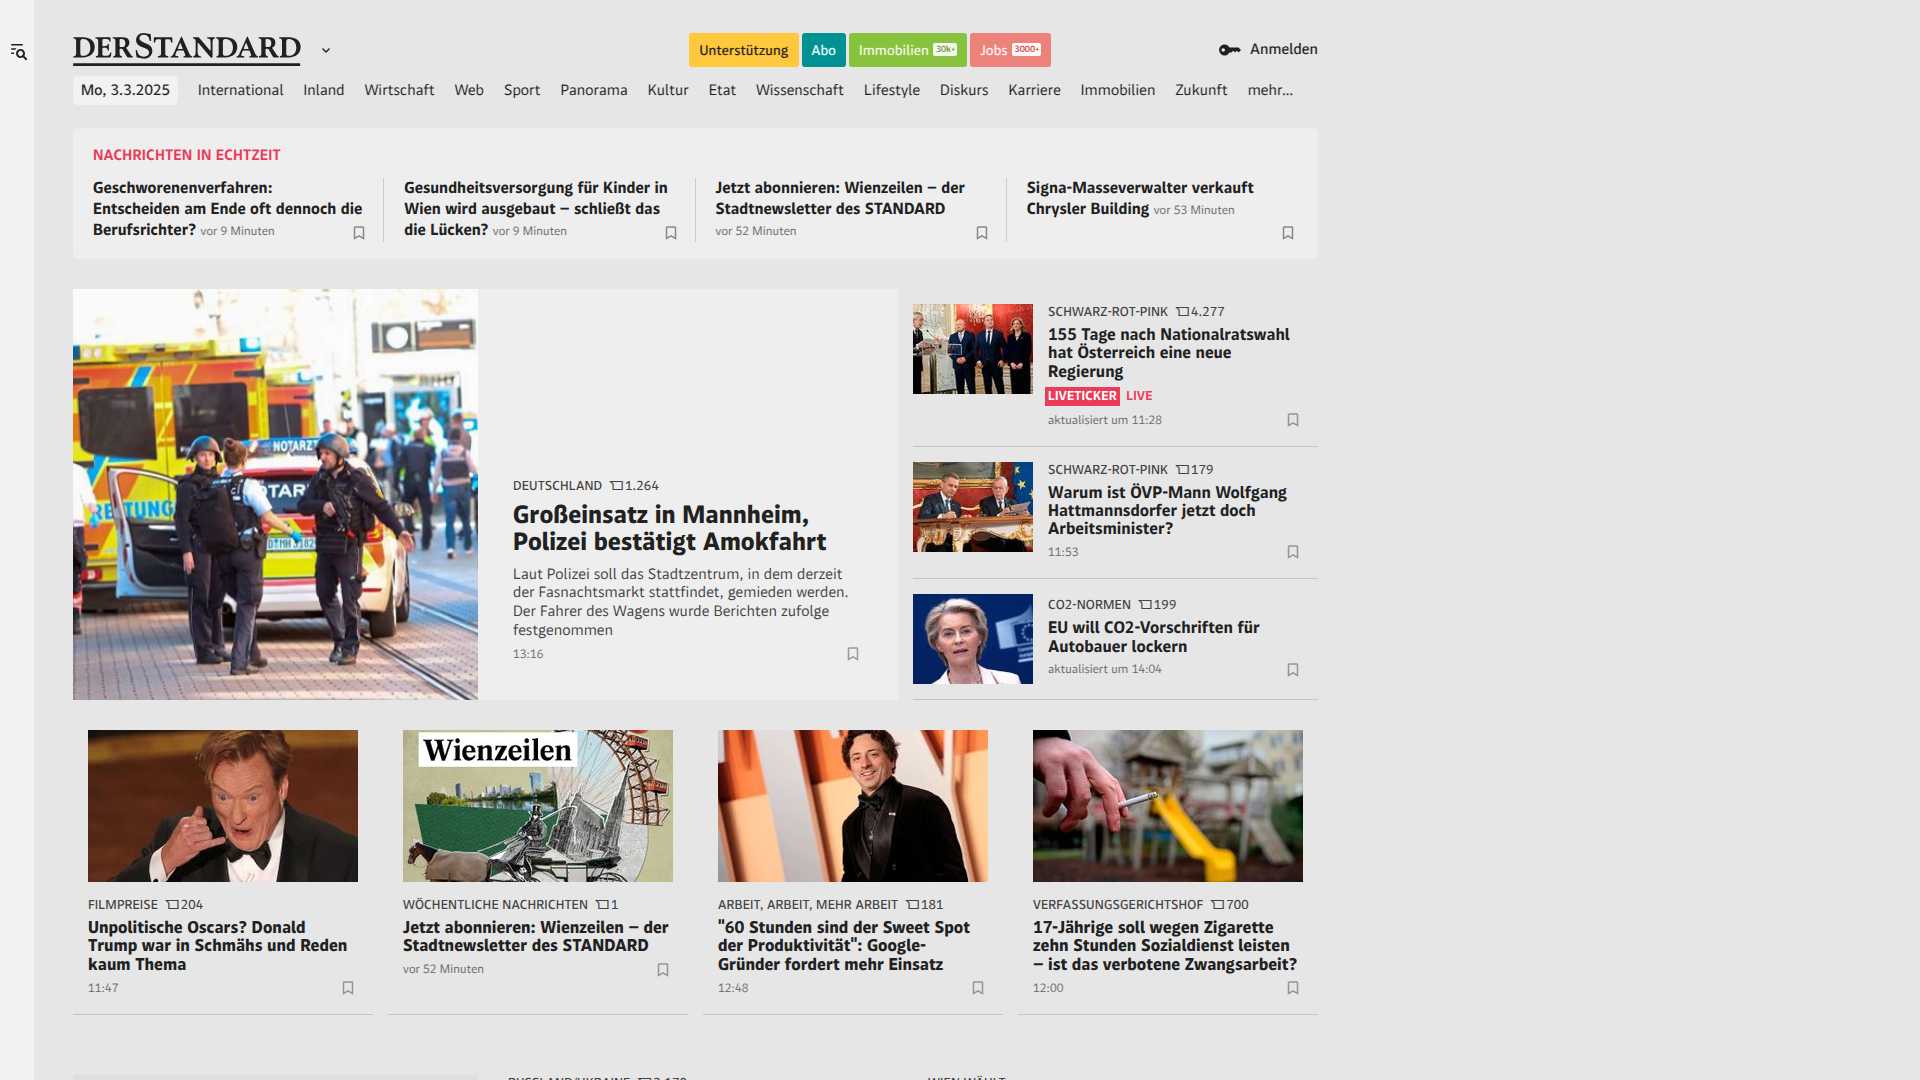 DERSTANDARD
Unterstützung
Abo
Immobilien 30k+
Jobs 3000+
Anmelden
Mo, 3.3.2025
International
Inland
Wirtschaft
Web
Sport
Panorama
Kultur
Etat
Wissenschaft
Lifestyle
Diskurs
Karriere
Immobilien
Zukunft
mehr...
NACHRICHTEN IN ECHTZEIT
Geschworenenverfahren:
Entscheiden am Ende oft dennoch die
Berufsrichter? vor 9 Minuten
Gesundheitsversorgung für Kinder in
Wien wird ausgebaut – schließt das
die Lücken? vor 9 Minuten
Jetzt abonnieren: Wienzeilen – der
Stadtnewsletter des STANDARD
vor 52 Minuten
Signa-Masseverwalter verkauft
Chrysler Building vor 53 Minuten
NOTARZT
DEUTSCHLAND 1.264
Großeinsatz in Mannheim,
Polizei bestätigt Amokfahrt
Laut Polizei soll das Stadtzentrum, in dem derzeit
der Fasnachtsmarkt stattfindet, gemieden werden.
Der Fahrer des Wagens wurde Berichten zufolge
festgenommen
13:16
SCHWARZ-ROT-PINK 4.277
155 Tage nach Nationalratswahl
hat Österreich eine neue
Regierung
LIVETICKER LIVE
aktualisiert um 11:28
SCHWARZ-ROT-PINK 179
Warum ist ÖVP-Mann Wolfgang
Hattmannsdorfer jetzt doch
Arbeitsminister?
11:53
CO2-NORMEN 199
EU will CO2-Vorschriften für
Autobauer lockern
aktualisiert um 14:04
FILMPREISE 204
Unpolitische Oscars? Donald
Trump war in Schmähs und Reden
kaum Thema
11:47
Wienzeilen
WÖCHENTLICHE NACHRICHTEN 1
Jetzt abonnieren: Wienzeilen – der
Stadtnewsletter des STANDARD
vor 52 Minuten
ARBEIT, ARBEIT, MEHR ARBEIT 181
"60 Stunden sind der Sweet Spot
der Produktivität": Google-
Gründer fordert mehr Einsatz
12:48
VERFASSUNGSGERICHTSHOF 700
17-Jährige soll wegen Zigarette
zehn Stunden Sozialdienst leisten
– ist das verbotene Zwangsarbeit?
12:00